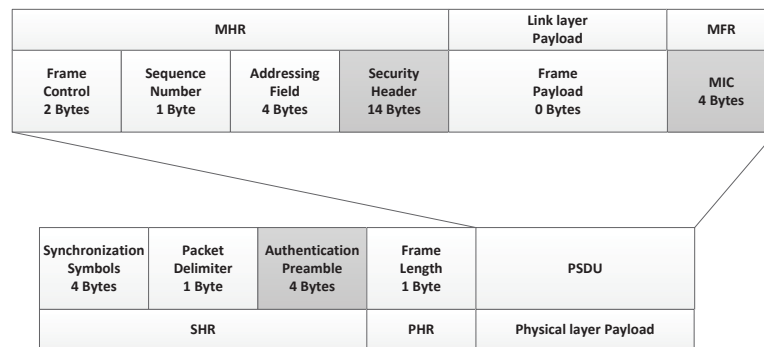 MHR
Link layer
Payload
MFR
Frame
Control
2 Bytes
Sequence
Number
1 Byte
Addressing
Field
4 Bytes
Security
Header
14 Bytes
Frame
Payload
0 Bytes
MIC
4 Bytes
Synchronization
Symbols
4 Bytes
Packet
Delimiter
1 Byte
Authentication
Preamble
4 Bytes
Frame
Length
1 Byte
PSDU
SHR
PHR
Physical layer Payload